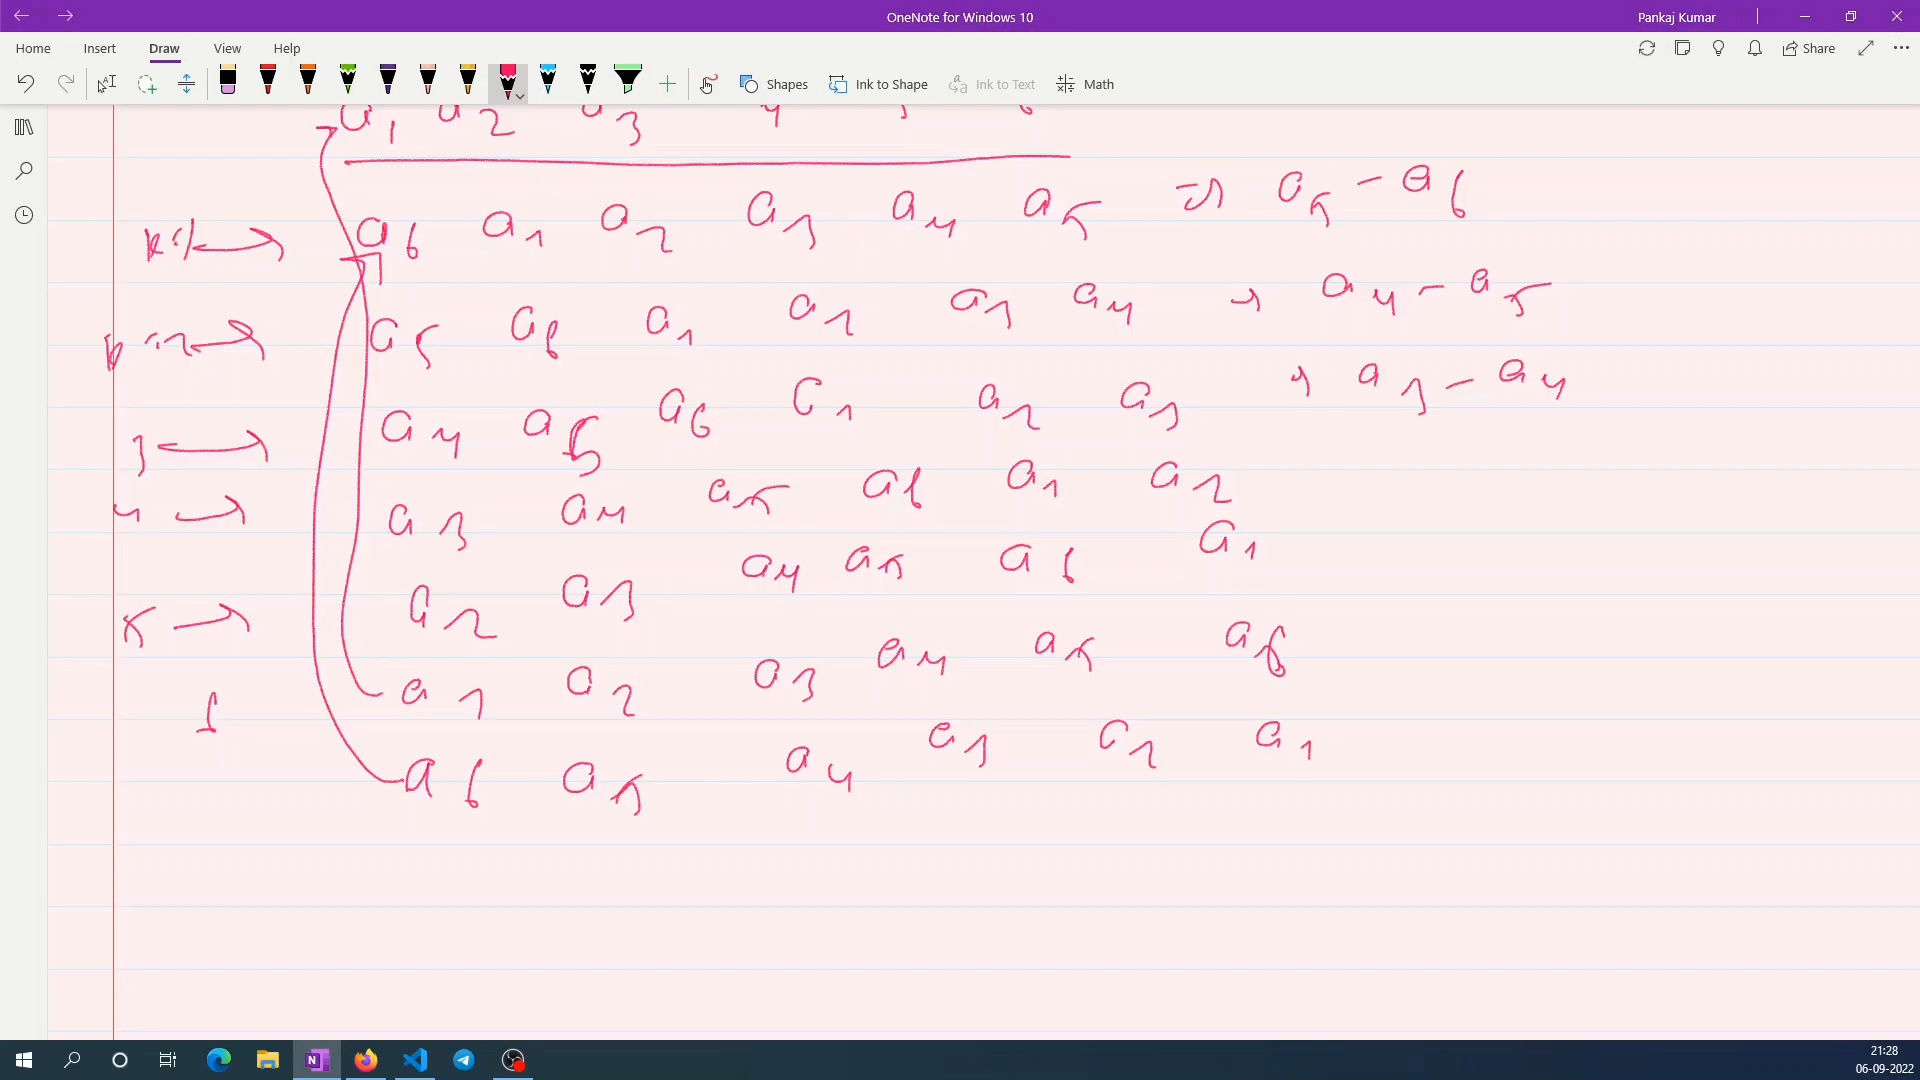 OneNote for Windows 10
Pankaj Kumar
Home Insert Draw View Help
Share
Shapes Ink to Shape Ink to Text Math
a1 a2 a3 4 5 6
k=1 → a6 a1 a2 a3 a4 a5 → a5 - a6
k=2 → a5 a6 a1 a2 a3 a4 → a4 - a5
3 → a4 a5 a6 a1 a2 a3 → a3 - a4
4 → a3 a4 a5 a6 a1 a2
5 → a2 a3 a4 a5 a6 a1
6 a1 a2 a3 a4 a5 a6
a6 a5 a4 a3 a2 a1
21:28
06-09-2022